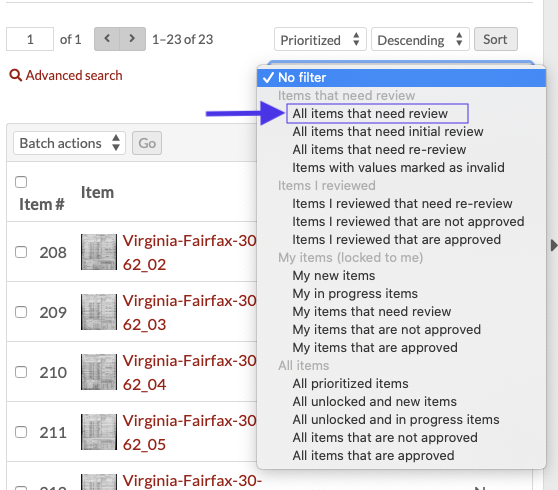 1 of 1 1–23 of 23 Prioritized Descending Sort
Advanced search
No filter
Items that need review
All items that need review
All items that need initial review
All items that need re-review
Items with values marked as invalid
Items I reviewed
Items I reviewed that need re-review
Items I reviewed that are not approved
Items I reviewed that are approved
My items (locked to me)
My new items
My in progress items
My items that need review
My items that are not approved
My items that are approved
All items
All prioritized items
All unlocked and new items
All unlocked and in progress items
All items that are not approved
All items that are approved
Batch actions Go
Item # Item
208 Virginia-Fairfax-30
62_02
209 Virginia-Fairfax-30
62_03
210 Virginia-Fairfax-30
62_04
211 Virginia-Fairfax-30
62_05
Virginia-Fairfax-30-